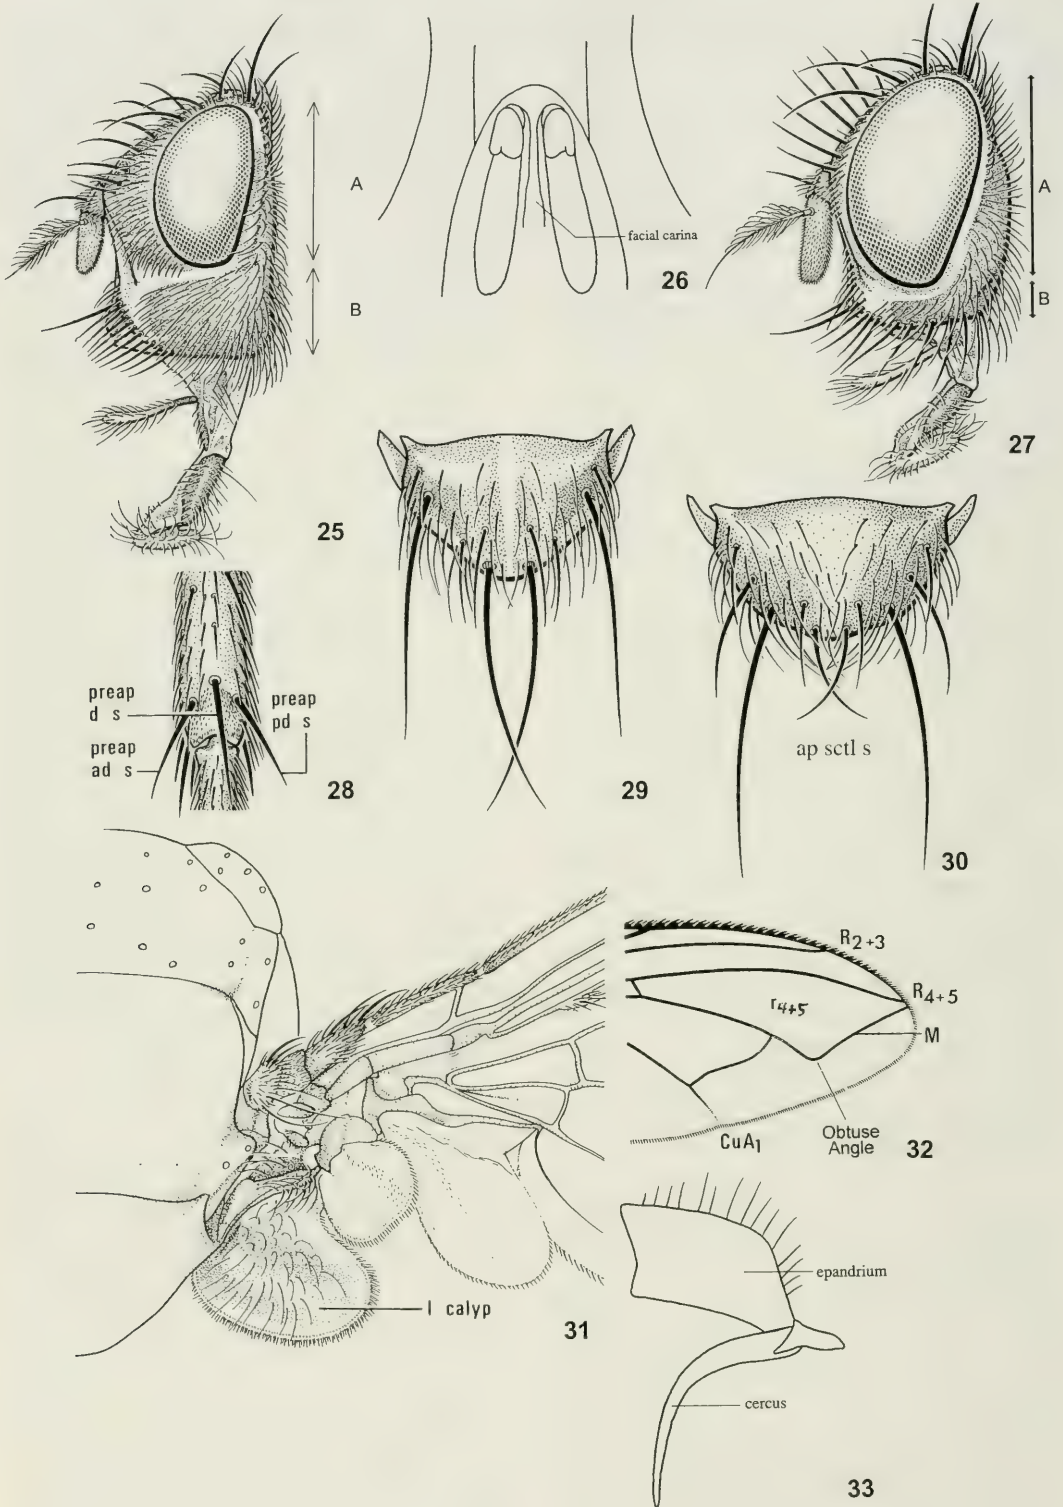 A
B
25
facial carina
26
A
B
27
preap
d s
preap
ad s
preap
pd s
28
29
ap sctl s
30
l calyp
31
R2+3
R4+5
r4+5
M
CuA1
Obtuse
Angle
32
epandrium
cercus
33